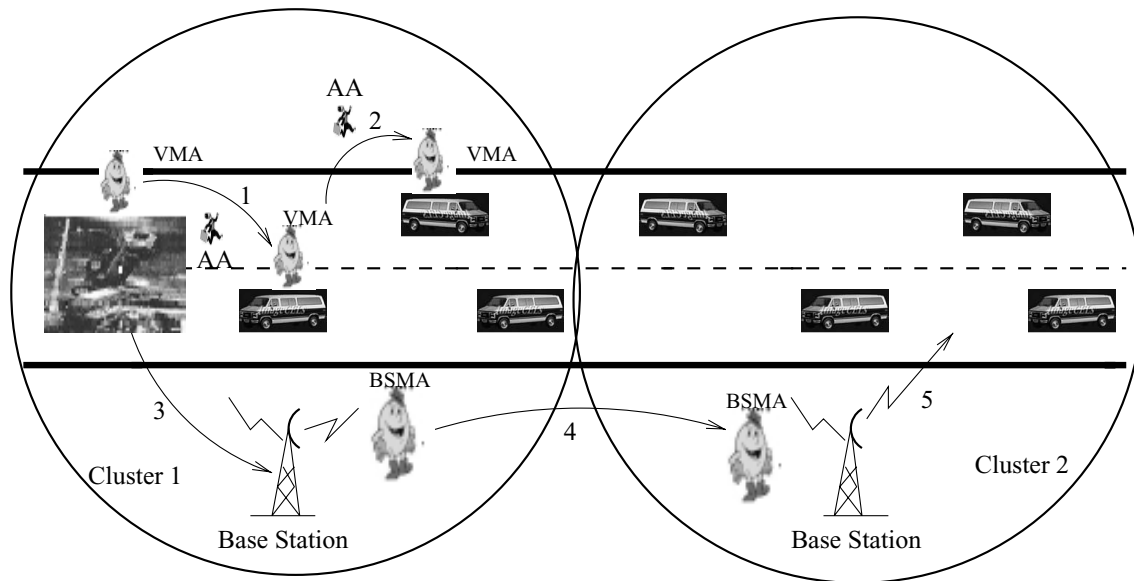 AA
2
VMA
VMA
1
VMA
AA
BSMA
3
BSMA
5
4
Cluster 1
Cluster 2
Base Station
Base Station